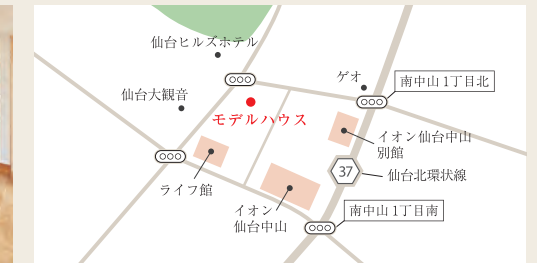 仙台ヒルズホテル
ゲオ
南中山1丁目北
仙台大観音
モデルハウス
イオン仙台中山
別館
37
仙台北環状線
ライフ館
イオン
仙台中山
南中山1丁目南